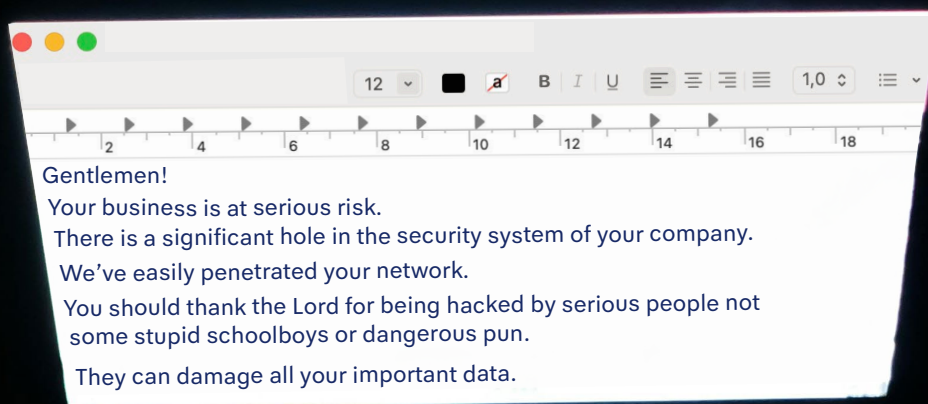 12 a B I U 1,0
2 4 6 8 10 12 14 16 18
Gentlemen!
Your business is at serious risk.
There is a significant hole in the security system of your company.
We've easily penetrated your network.
You should thank the Lord for being hacked by serious people not
some stupid schoolboys or dangerous pun.
They can damage all your important data.